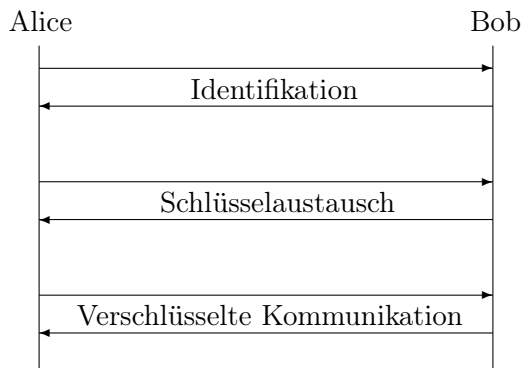 Alice Bob
Identifikation
Schlüsselaustausch
Verschlüsselte Kommunikation